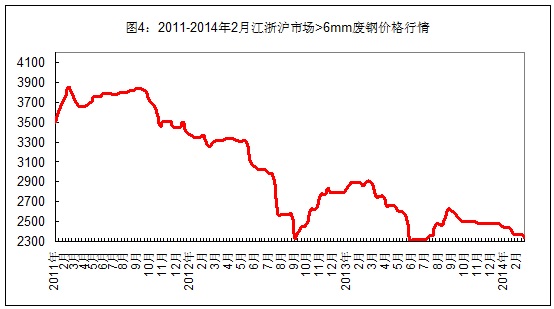 图4：2011-2014年2月江浙沪市场>6mm废钢价格行情
4100
3900
3700
3500
3300
3100
2900
2700
2500
2300
2011年
2月
3月
4月
5月
6月
7月
8月
9月
10月
11月
12月
2012年
2月
3月
4月
5月
6月
7月
8月
9月
10月
11月
12月
2013年
2月
3月
4月
5月
6月
7月
8月
9月
10月
11月
12月
2014年
2月